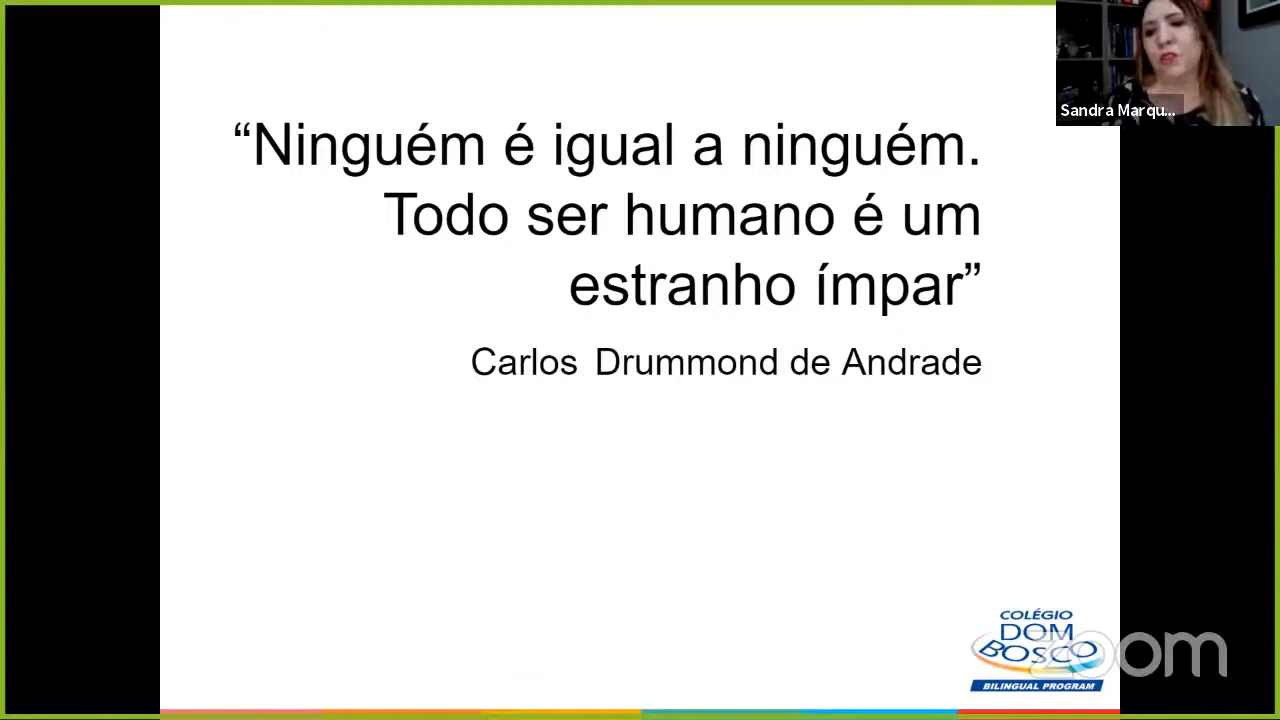 “Ninguém é igual a ninguém.
Todo ser humano é um
estranho ímpar”
Carlos Drummond de Andrade
Sandra Marqu...
COLÉGIO
DOM
BOSCO
BILINGUAL PROGRAM
zoom